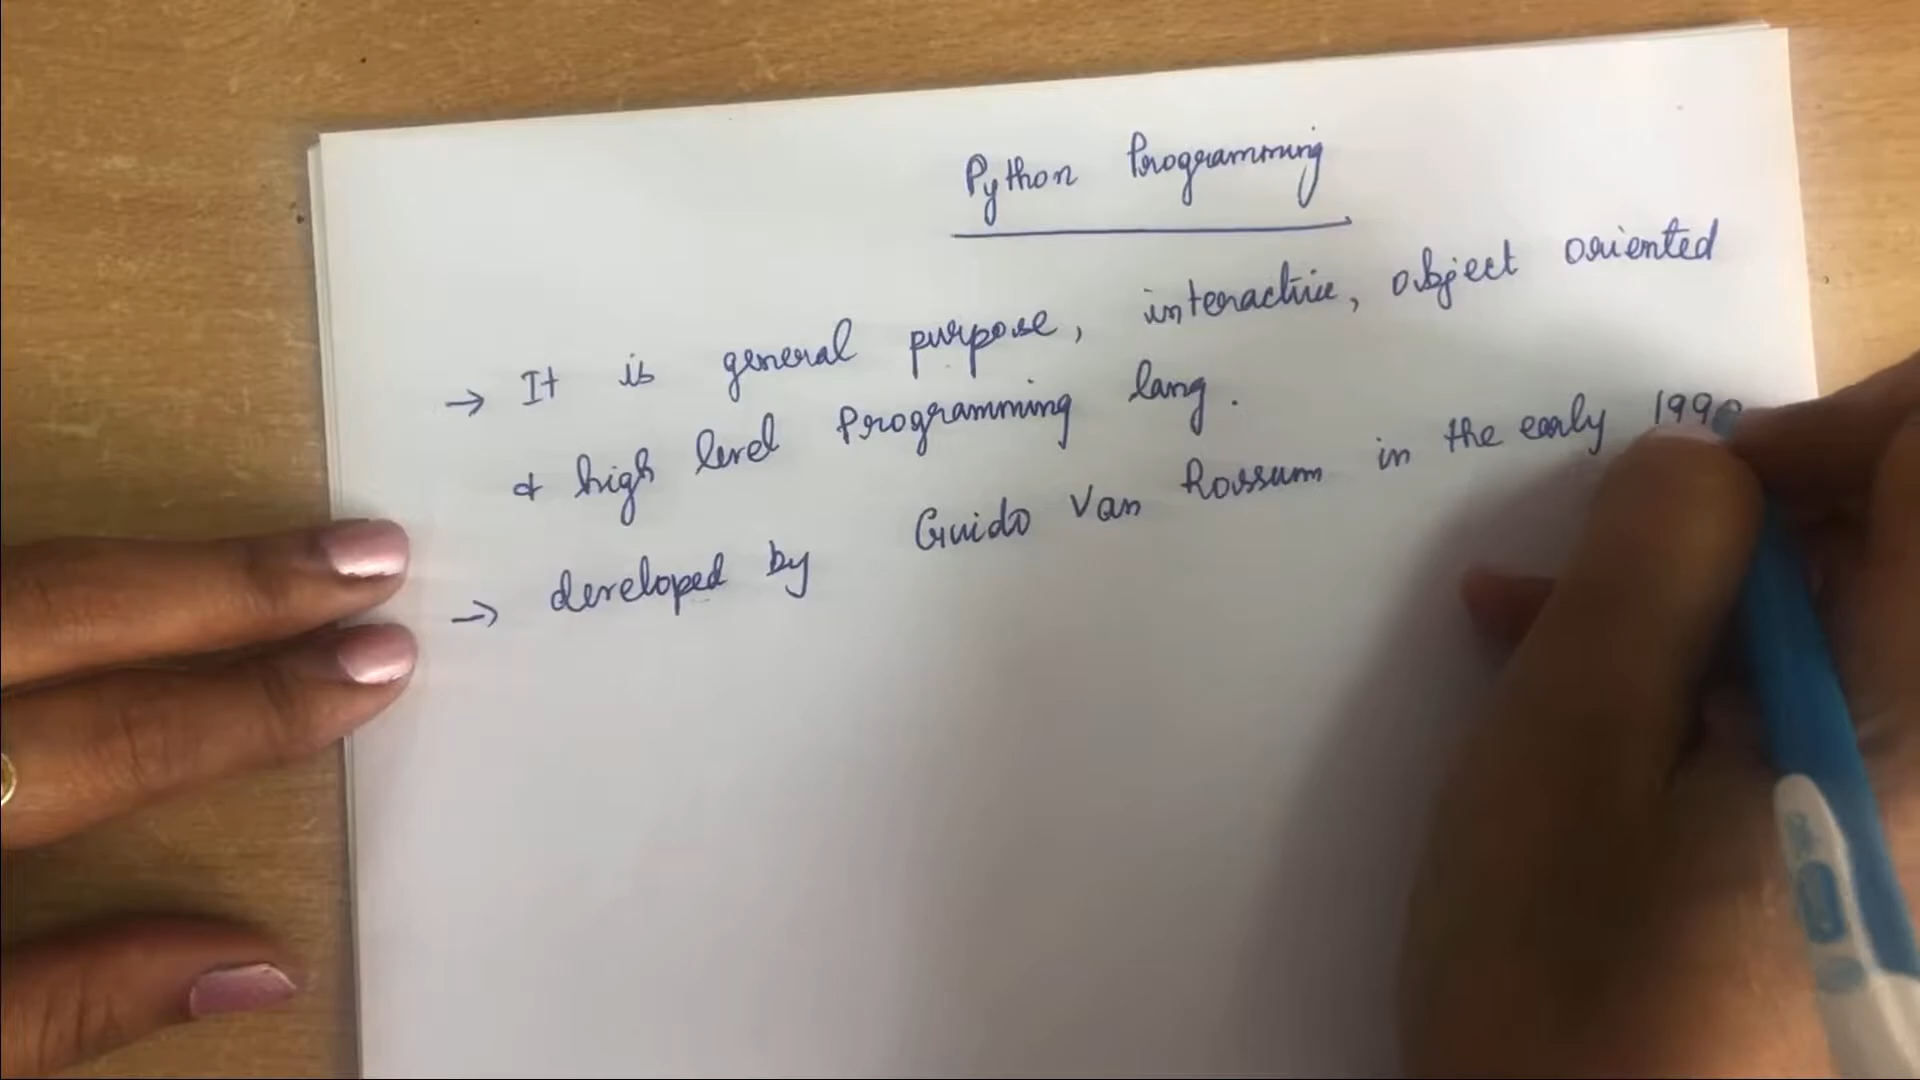 Python Programming
→ It is general purpose, interactive, object oriented
& high level Programming lang.
→ developed by Guido Van Rossum in the early 1990